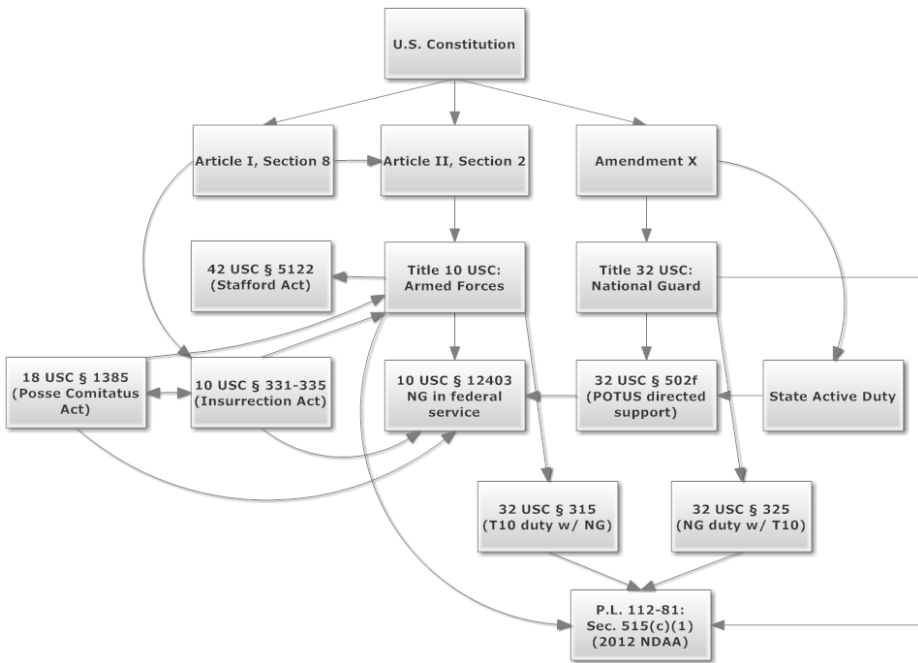 U.S. Constitution
Article I, Section 8
Article II, Section 2
Amendment X
42 USC § 5122
(Stafford Act)
Title 10 USC:
Armed Forces
Title 32 USC:
National Guard
18 USC § 1385
(Posse Comitatus
Act)
10 USC § 331-335
(Insurrection Act)
10 USC § 12403
NG in federal
service
32 USC § 502f
(POTUS directed
support)
State Active Duty
32 USC § 315
(T10 duty w/ NG)
32 USC § 325
(NG duty w/ T10)
P.L. 112-81:
Sec. 515(c)(1)
(2012 NDAA)